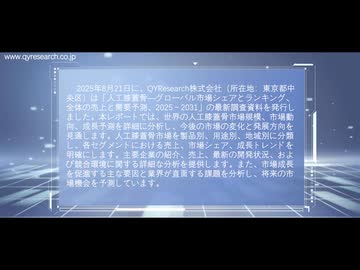 www.qyresearch.co.jp
2025年8月21日に、QYResearch株式会社（所在地：東京都中
央区）は「人工膝蓋骨―グローバル市場シェアとランキング、
全体の売上と需要予測、2025～2031」の最新調査資料を発行し
ました。本レポートでは、世界の人工膝蓋骨市場規模、市場動
向、成長予測を詳細に分析し、今後の市場の変化と発展方向を
見通します。人工膝蓋骨市場を製品別、用途別、地域別に分類
し、各セグメントにおける売上、市場シェア、成長トレンドを
明確にします。主要企業の紹介、売上、最新の開発状況、およ
び競合環境に関する詳細な分析を提供します。また、市場成長
を促進する主な要因と業界が直面する課題を分析し、将来の市
場機会を予測しています。